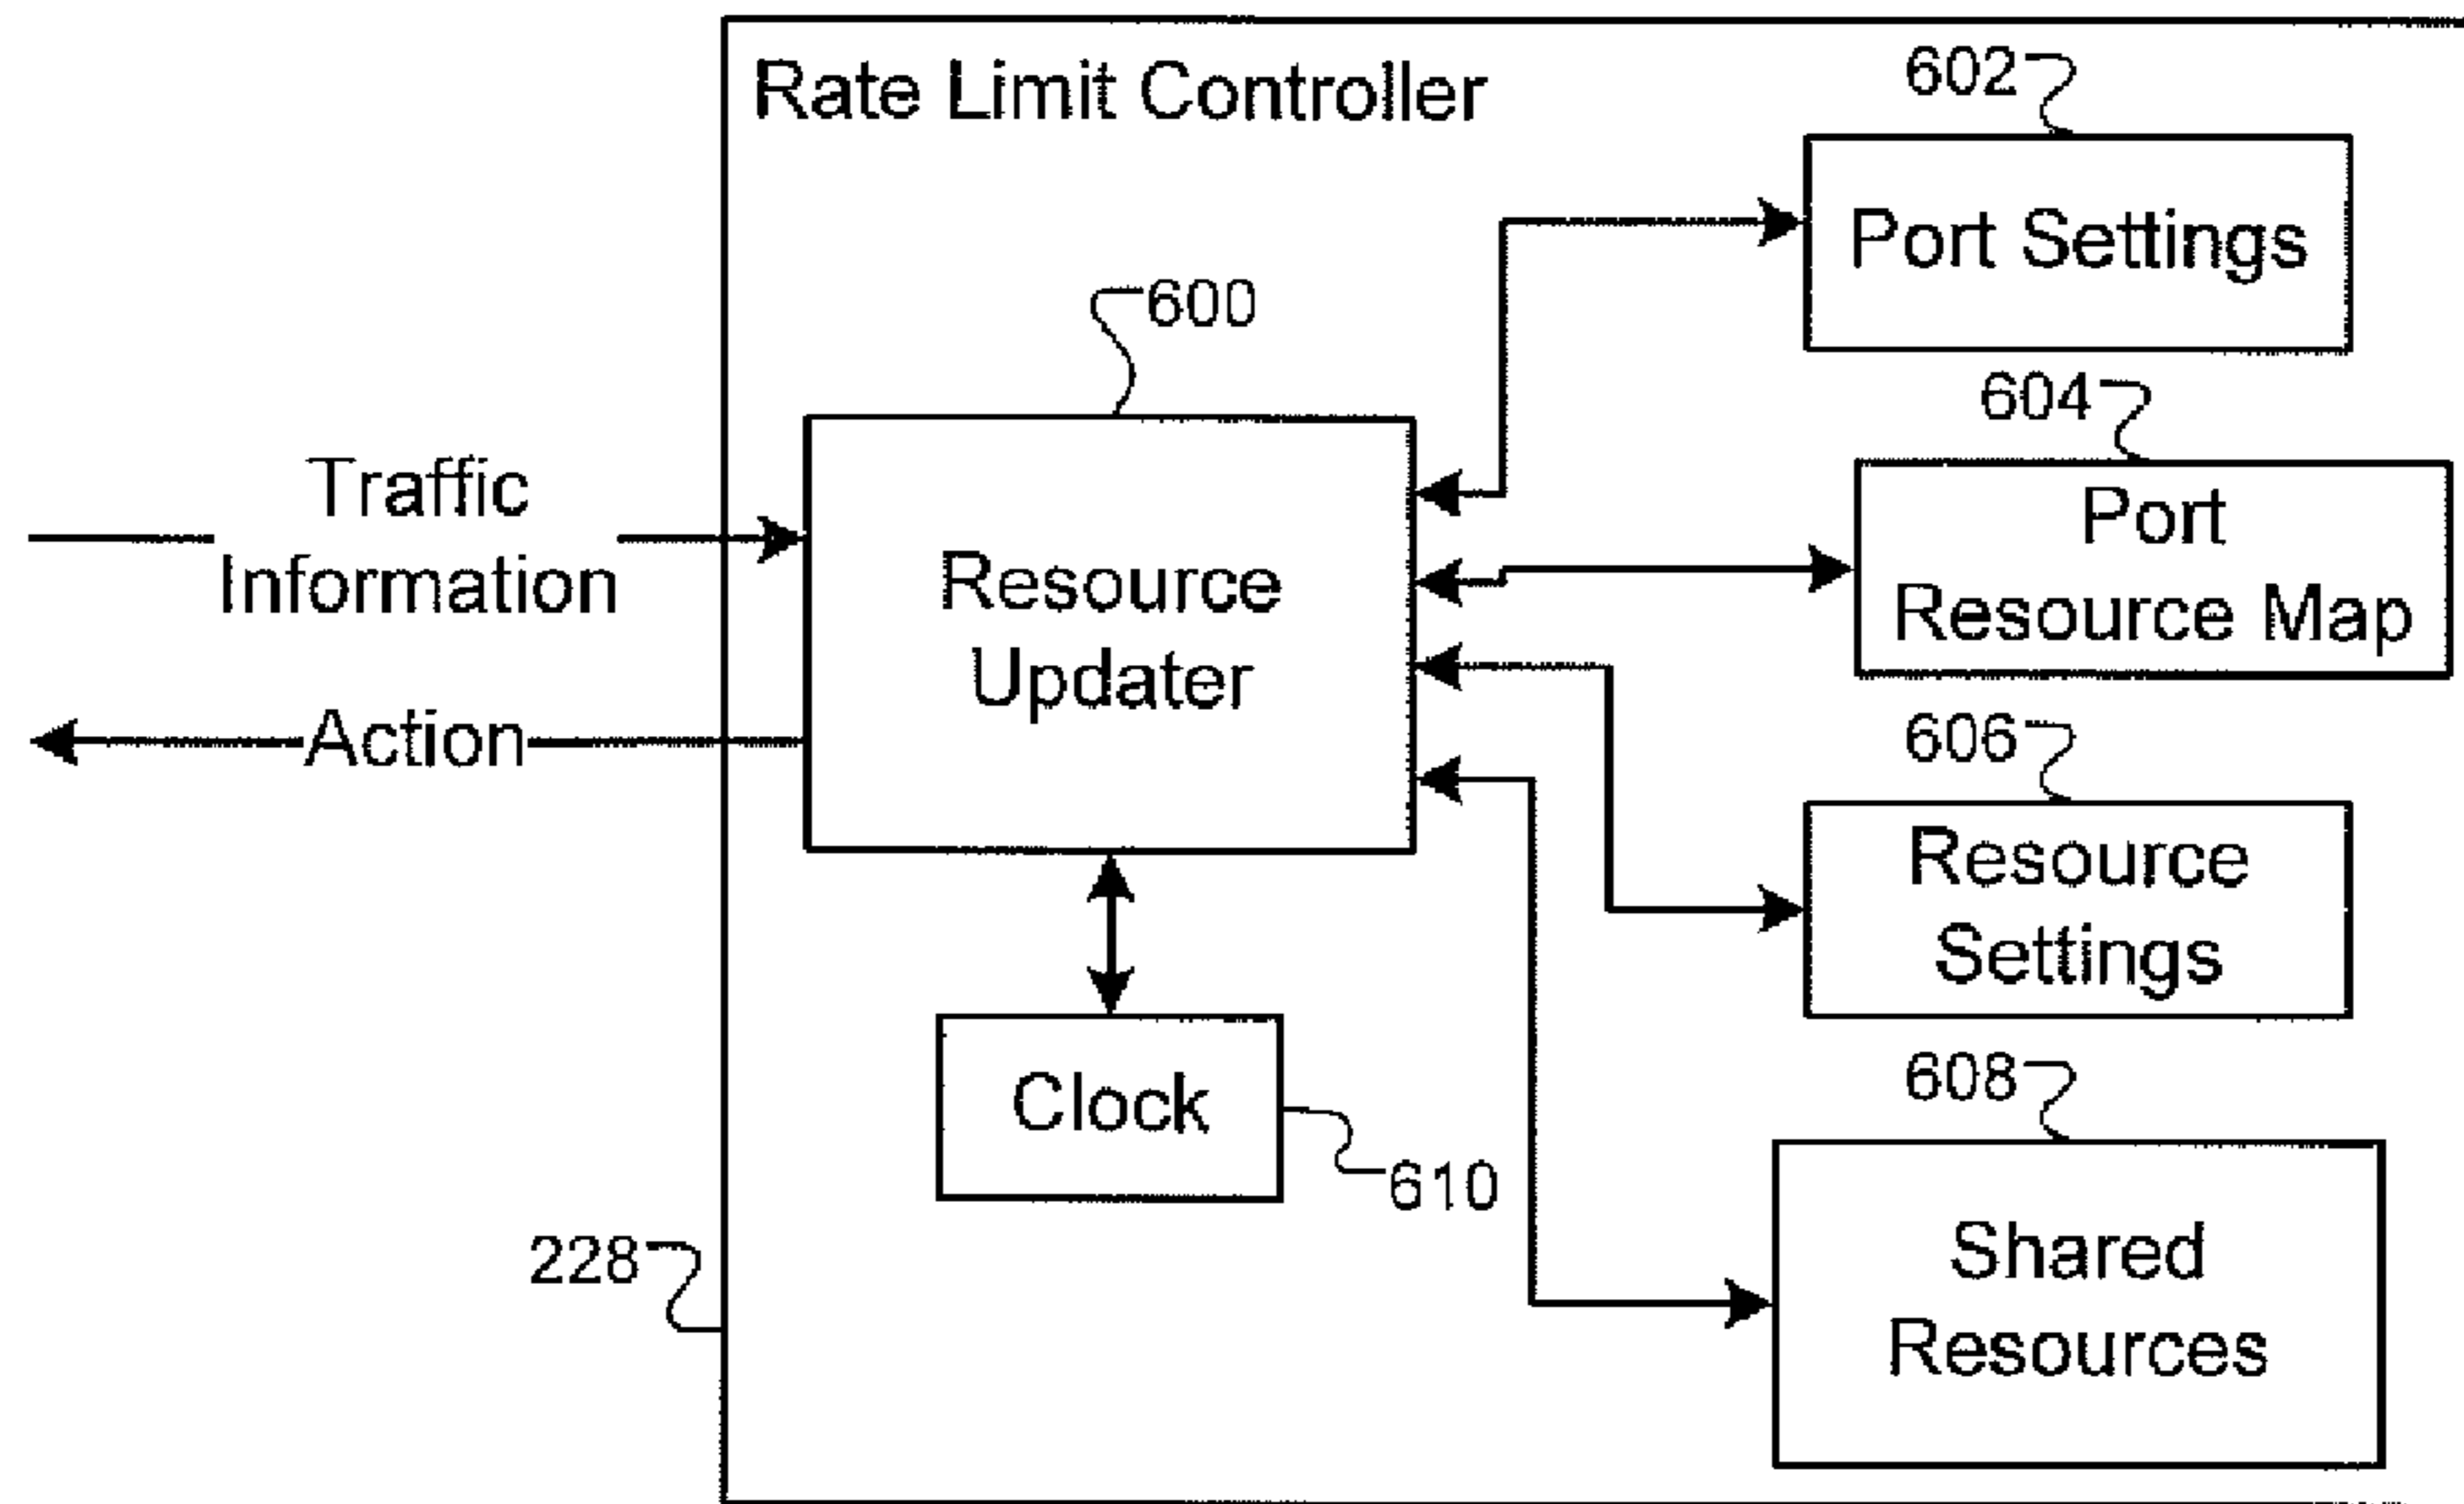 Rate Limit Controller
602
Port Settings
600
604
Traffic
Information
Port
Resource Map
Resource
Updater
Action
606
Resource
Settings
Clock
610
608
228
Shared
Resources